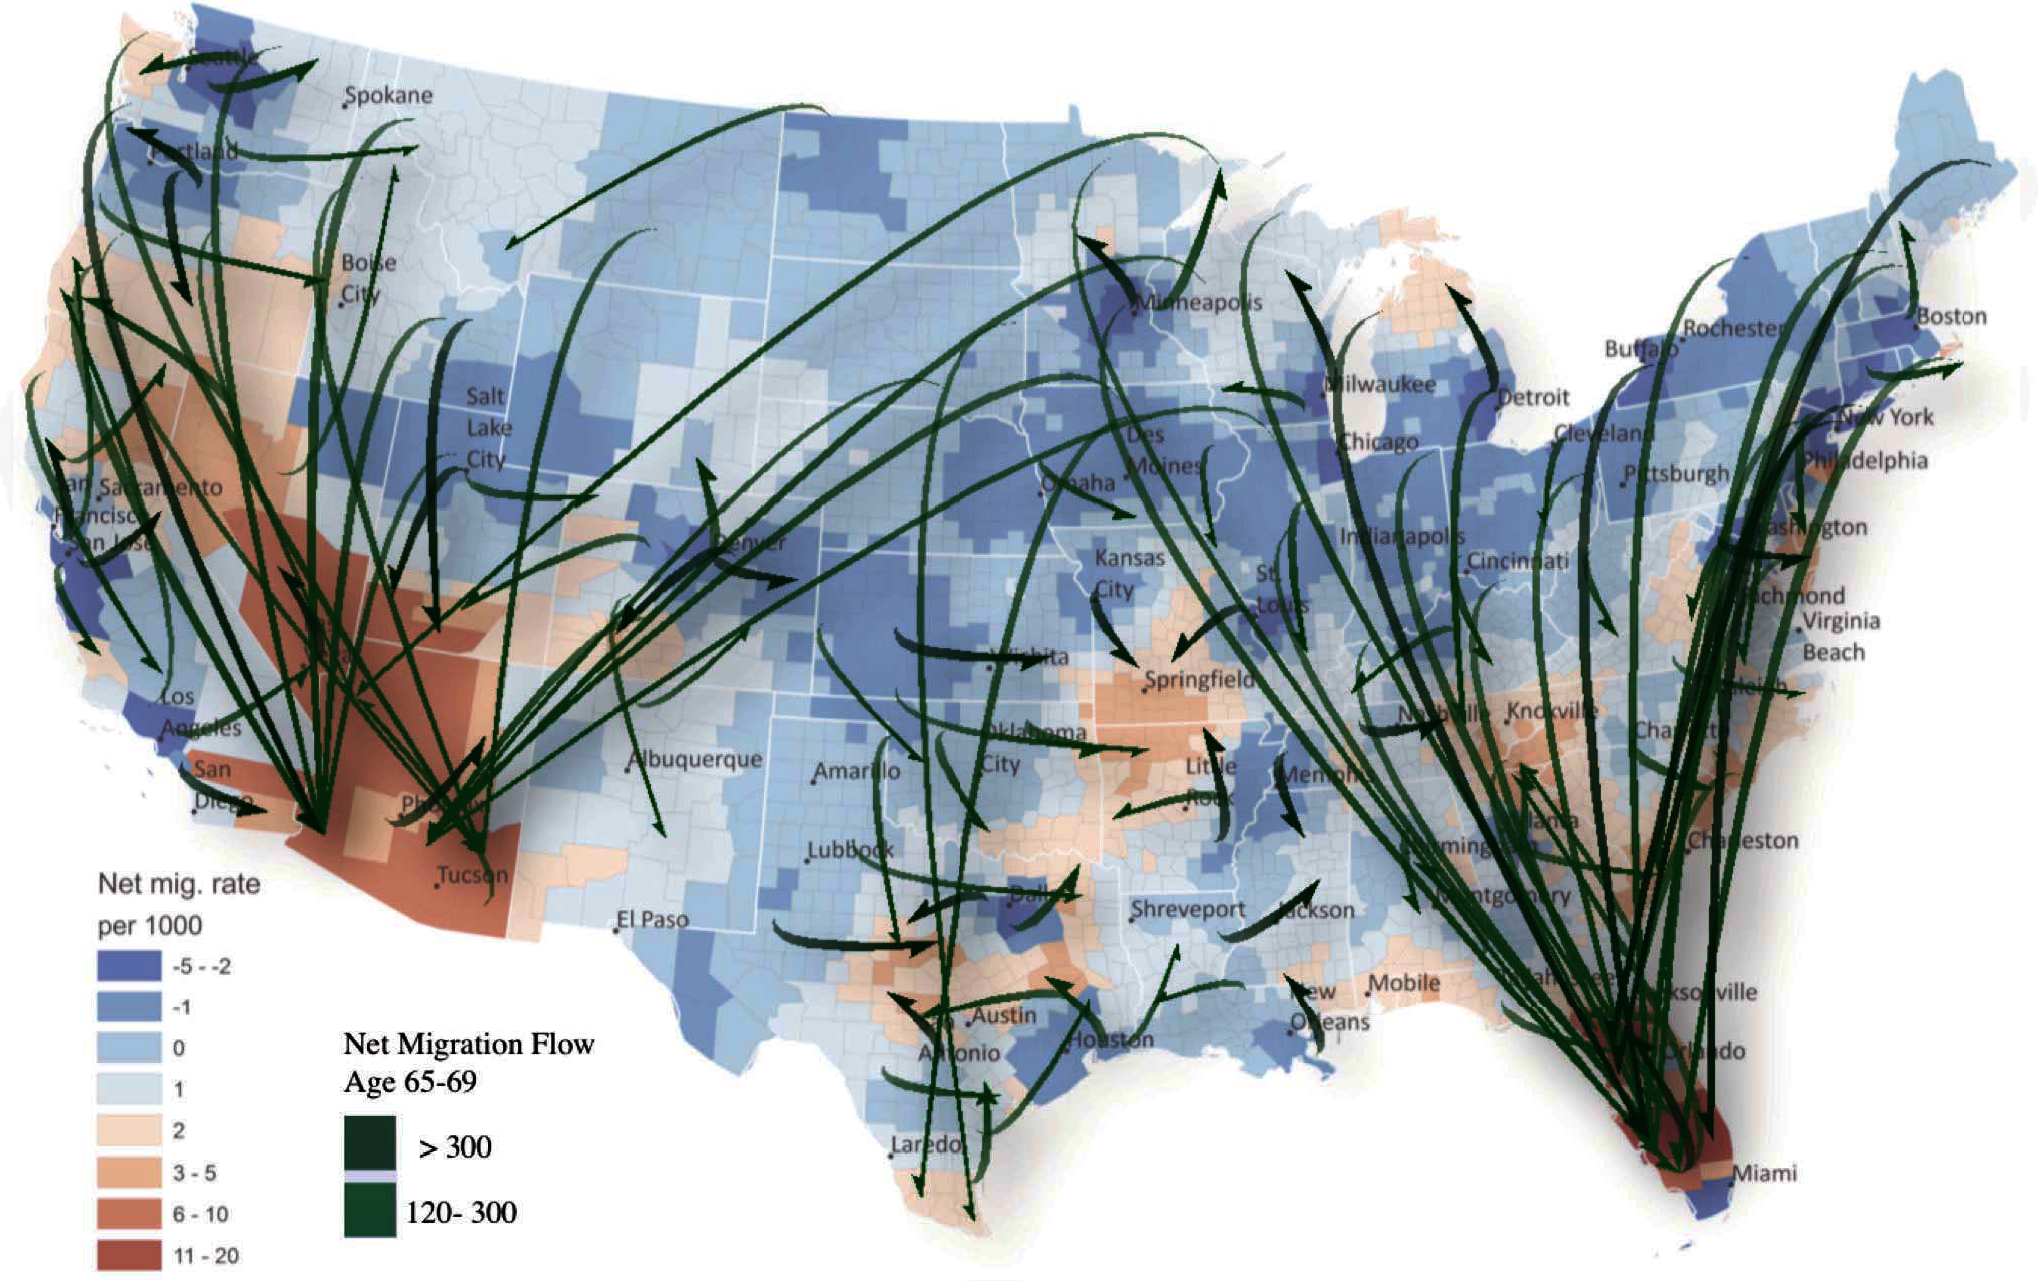 Seattle
Spokane
Portland
Boise
City
Minneapolis
Boston
Rochester
Buffalo
Salt
Lake
City
Milwaukee
Detroit
New York
Des
Moines
Chicago
Cleveland
Philadelphia
Pittsburgh
Omaha
San
Francisco
Sacramento
San Jose
Denver
Washington
Indianapolis
Cincinnati
Kansas
City
St.
Louis
Richmond
Virginia
Beach
Wichita
Springfield
Los
Angeles
Raleigh
Nashville
Knoxville
Charlotte
Oklahoma
City
Albuquerque
Amarillo
Little
Rock
Memphis
San
Diego
Phoenix
Atlanta
Birmingham
Charleston
Lubbock
Tucson
Dallas
Montgomery
El Paso
Shreveport
Jackson
Mobile
Tallahassee
Jacksonville
New
Orleans
Austin
San
Antonio
Houston
Orlando
Laredo
Miami
Net mig. rate
per 1000
-5 - -2
-1
0
1
2
3 - 5
6 - 10
11 - 20
Net Migration Flow
Age 65-69
> 300
120- 300